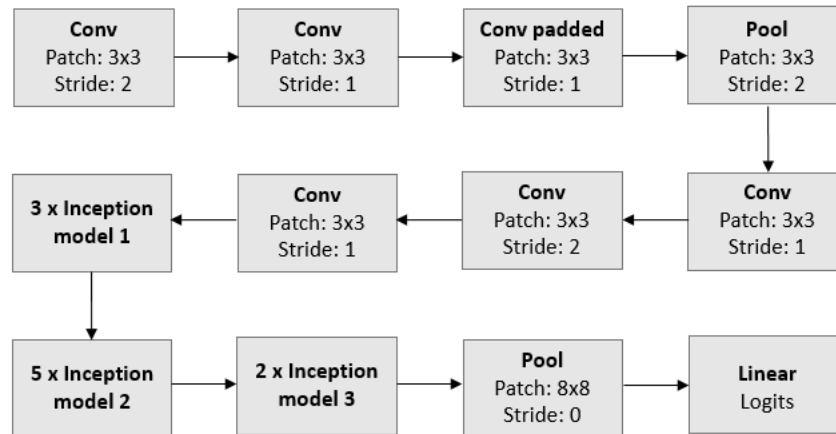 Conv
Patch: 3x3
Stride: 2
Conv
Patch: 3x3
Stride: 1
Conv padded
Patch: 3x3
Stride: 1
Pool
Patch: 3x3
Stride: 2
Conv
Patch: 3x3
Stride: 1
Conv
Patch: 3x3
Stride: 2
Conv
Patch: 3x3
Stride: 1
3 x Inception
model 1
5 x Inception
model 2
2 x Inception
model 3
Pool
Patch: 8x8
Stride: 0
Linear
Logits